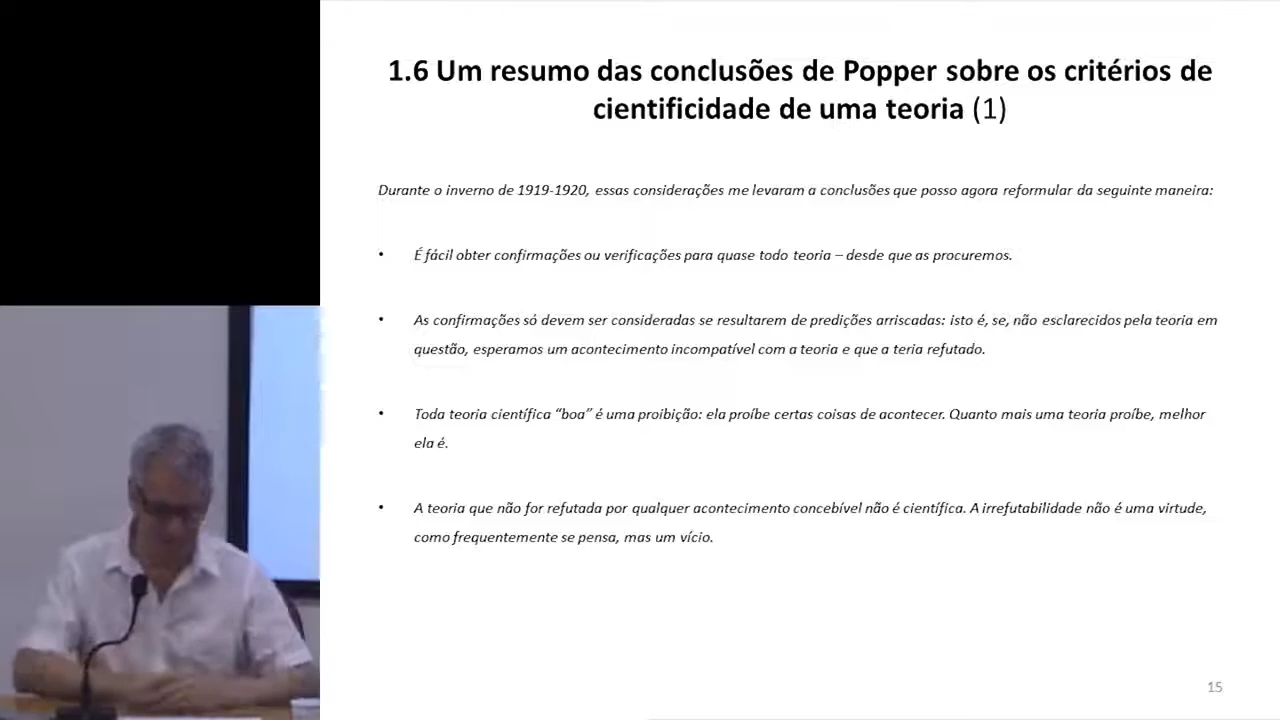 1.6 Um resumo das conclusões de Popper sobre os critérios de
cientificidade de uma teoria (1)
Durante o inverno de 1919-1920, essas considerações me levaram a conclusões que posso agora reformular da seguinte maneira:
• É fácil obter confirmações ou verificações para quase todo teoria – desde que as procuremos.
• As confirmações só devem ser consideradas se resultarem de predições arriscadas: isto é, se, não esclarecidos pela teoria em
questão, esperamos um acontecimento incompatível com a teoria e que a teria refutado.
• Toda teoria científica “boa” é uma proibição: ela proíbe certas coisas de acontecer. Quanto mais uma teoria proíbe, melhor
ela é.
• A teoria que não for refutada por qualquer acontecimento concebível não é científica. A irrefutabilidade não é uma virtude,
como frequentemente se pensa, mas um vício.
15